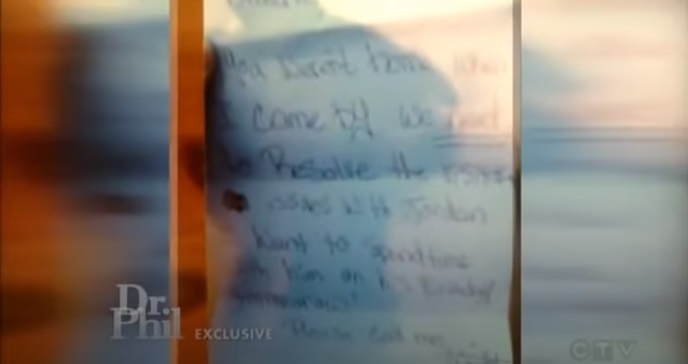 You weren't home when
I came by we need
to Resolve the
issues with Jordan
I want to spend time
with him on his Birthday
tomorrow"
Please call me
Dr.
Phil EXCLUSIVE
CTV